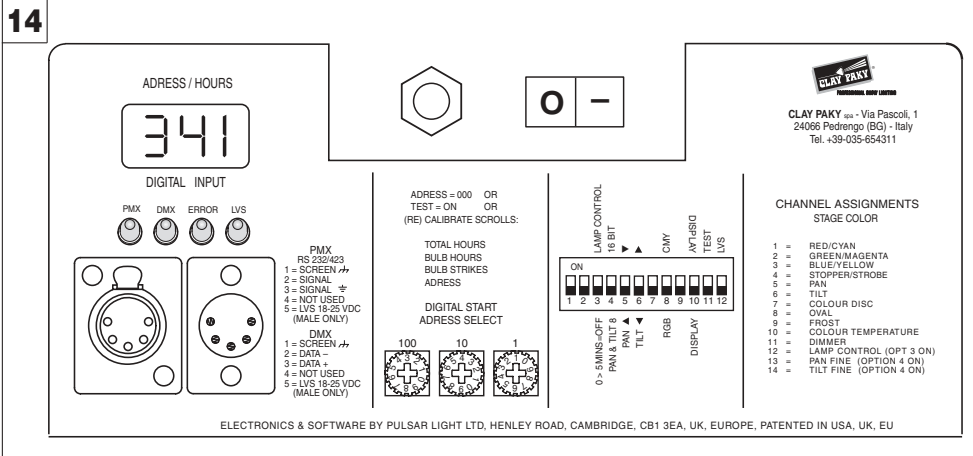 14
ADRESS / HOURS
341
DIGITAL INPUT
PMX DMX ERROR LVS
PMX
RS 232/423
1 = SCREEN
2 = SIGNAL
3 = SIGNAL
4 = NOT USED
5 = LVS 18-25 VDC
(MALE ONLY)
DMX
1 = SCREEN
2 = DATA –
3 = DATA +
4 = NOT USED
5 = LVS 18-25 VDC
(MALE ONLY)
O –
ADRESS = 000 OR
TEST = ON OR
(RE) CALIBRATE SCROLLS:
TOTAL HOURS
BULB HOURS
BULB STRIKES
ADRESS
DIGITAL START
ADRESS SELECT
100 10 1
LAMP CONTROL
16 BIT
CMY
DISPLAY
TEST
LVS
ON
1 2 3 4 5 6 7 8 9 10 11 12
0 > 5MINS=OFF
PAN & TILT 8
PAN
TILT
RGB
DISPLAY
CLAY PAKY
PROFESSIONAL SHOW LIGHTING
CLAY PAKY spa - Via Pascoli, 1
24066 Pedrengo (BG) - Italy
Tel. +39-035-654311
CHANNEL ASSIGNMENTS
STAGE COLOR
1 = RED/CYAN
2 = GREEN/MAGENTA
3 = BLUE/YELLOW
4 = STOPPER/STROBE
5 = PAN
6 = TILT
7 = COLOUR DISC
8 = OVAL
9 = FROST
10 = COLOUR TEMPERATURE
11 = DIMMER
12 = LAMP CONTROL (OPT 3 ON)
13 = PAN FINE (OPTION 4 ON)
14 = TILT FINE (OPTION 4 ON)
ELECTRONICS & SOFTWARE BY PULSAR LIGHT LTD, HENLEY ROAD, CAMBRIDGE, CB1 3EA, UK, EUROPE, PATENTED IN USA, UK, EU